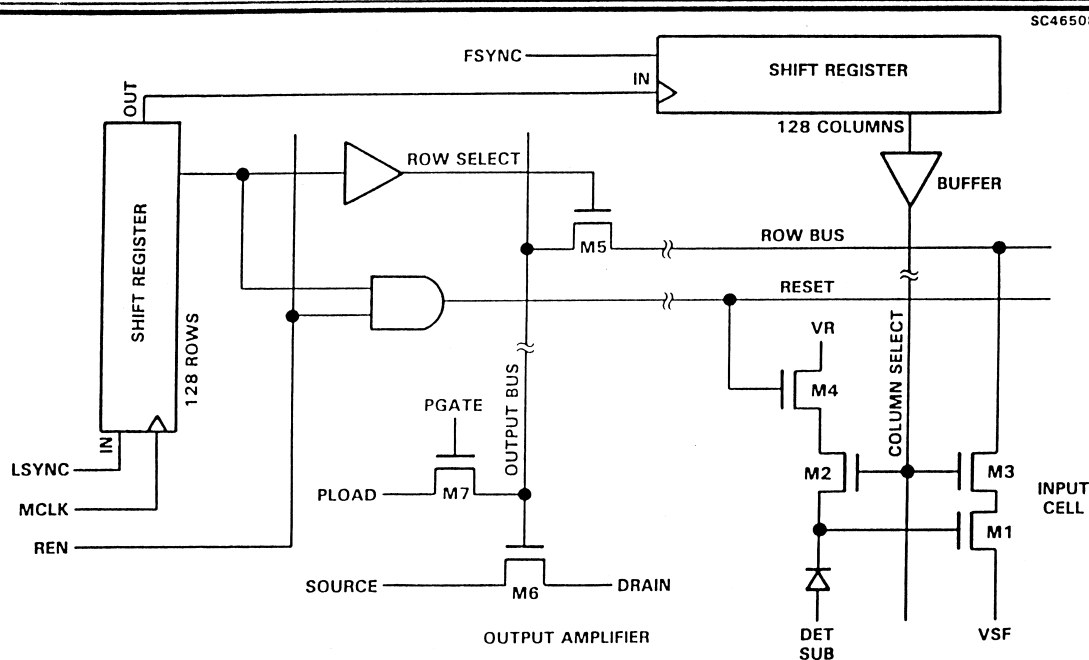 SC46508
FSYNC
IN
SHIFT REGISTER
OUT
128 COLUMNS
ROW SELECT
BUFFER
M5
ROW BUS
SHIFT REGISTER
RESET
128 ROWS
VR
COLUMN SELECT
M4
OUTPUT BUS
PGATE
IN
LSYNC
M2
M3
PLOAD
M7
INPUT
CELL
MCLK
M1
REN
SOURCE
M6
DRAIN
OUTPUT AMPLIFIER
DET
SUB
VSF